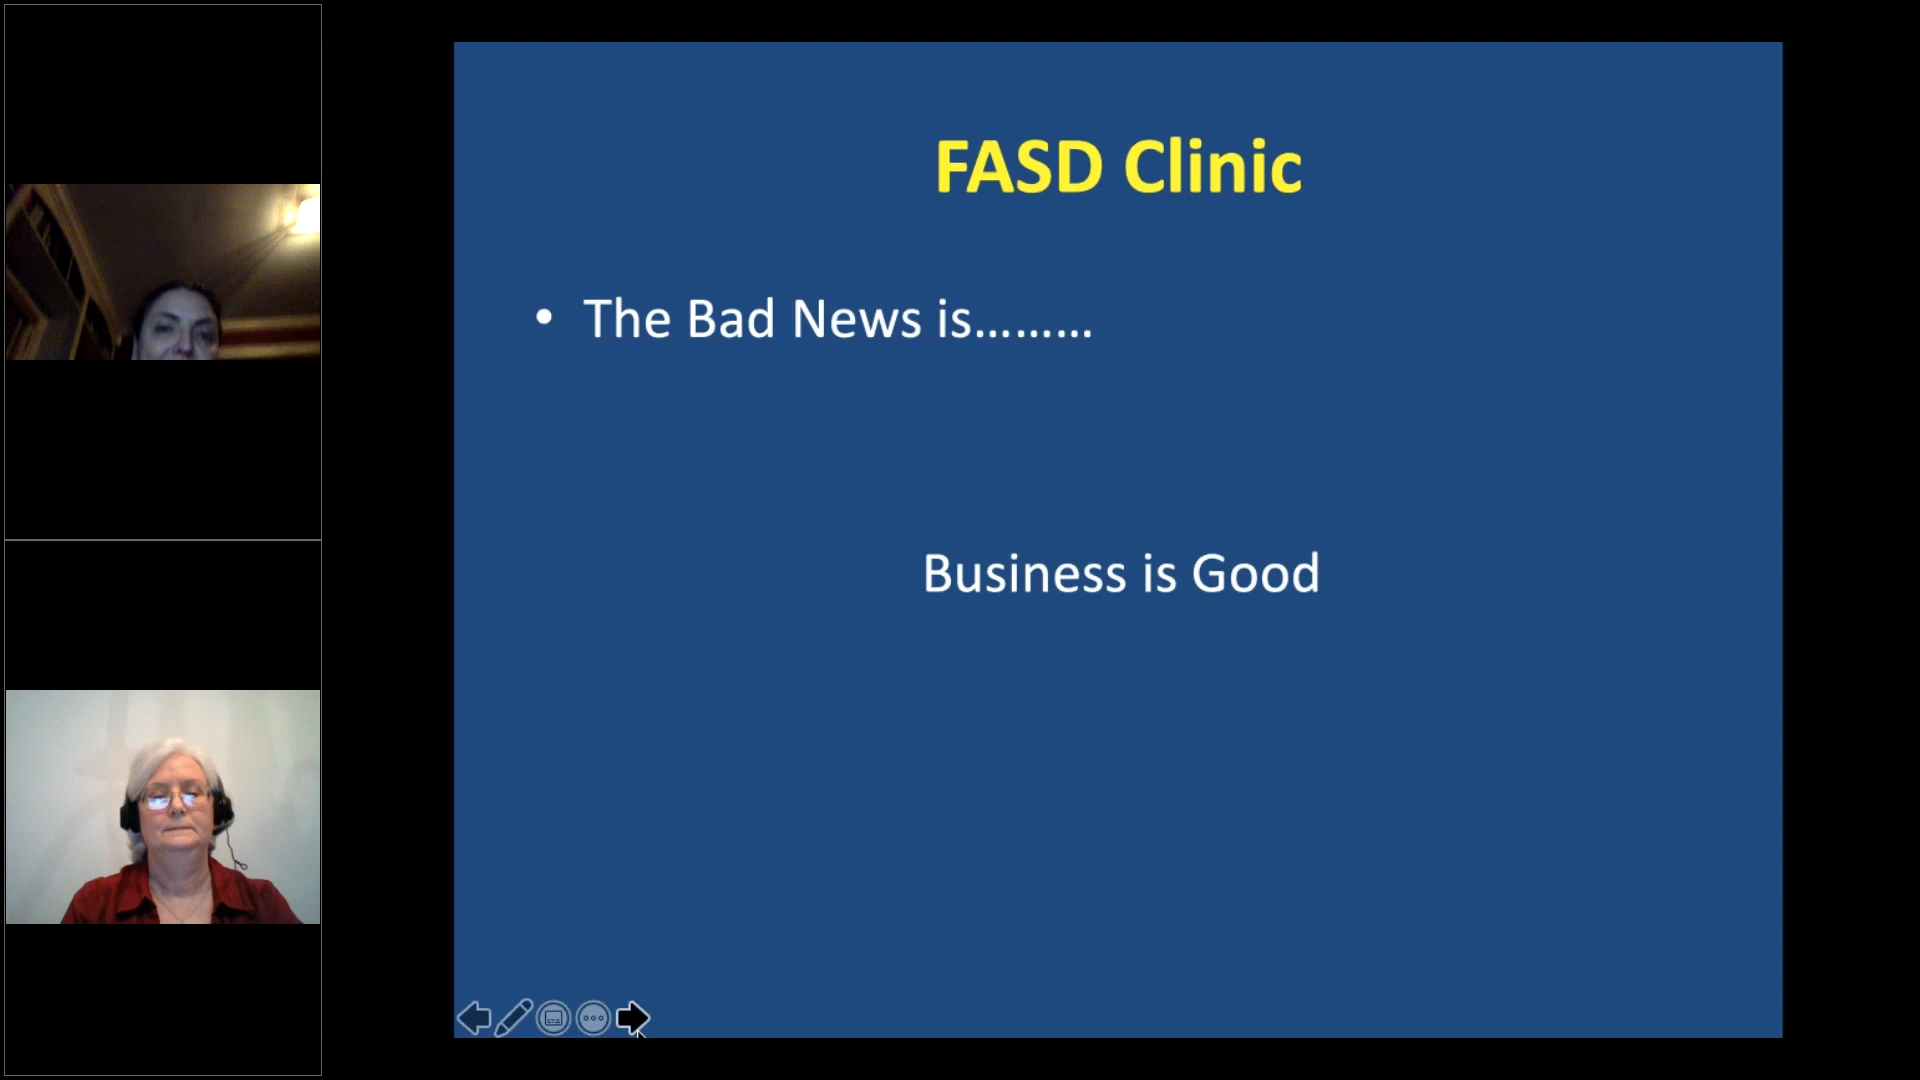 FASD Clinic
• The Bad News is………
Business is Good